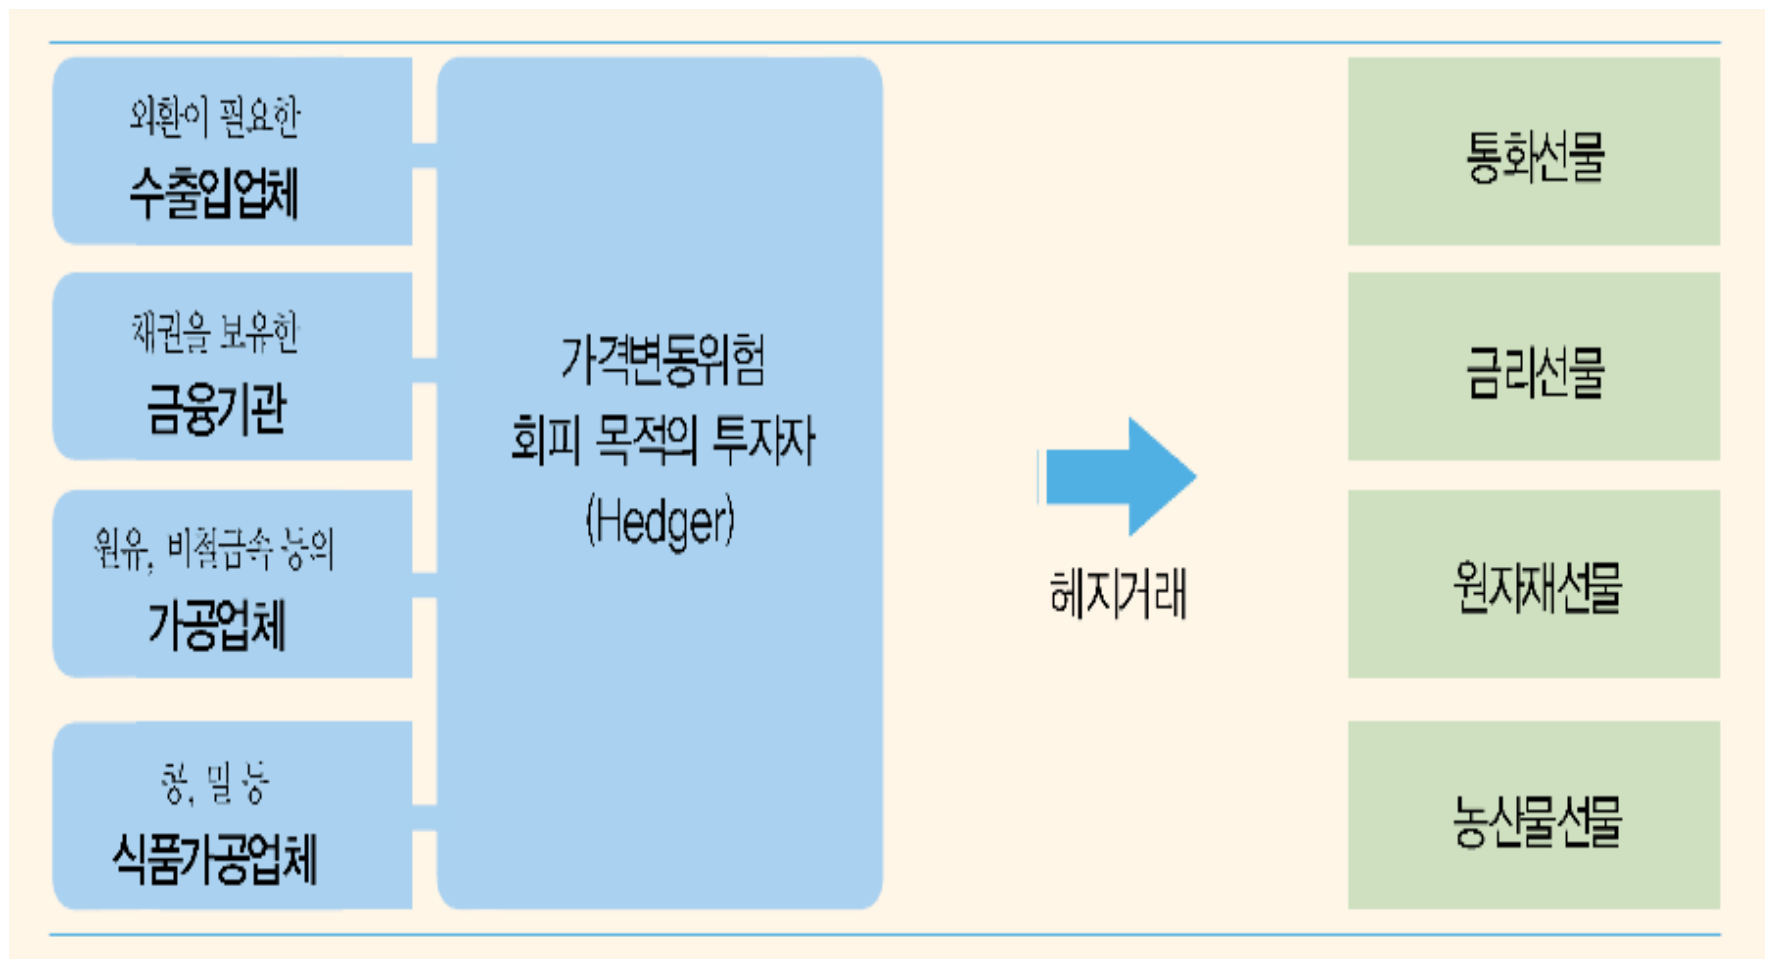 외환이 필요한
수출입업체
채권을 보유한
금융기관
원유, 비철금속 등의
가공업체
콩, 밀 등
식품가공업체
가격변동위험
회피 목적의 투자자
(Hedger)
헤지거래
통화선물
금리선물
원자재선물
농산물선물